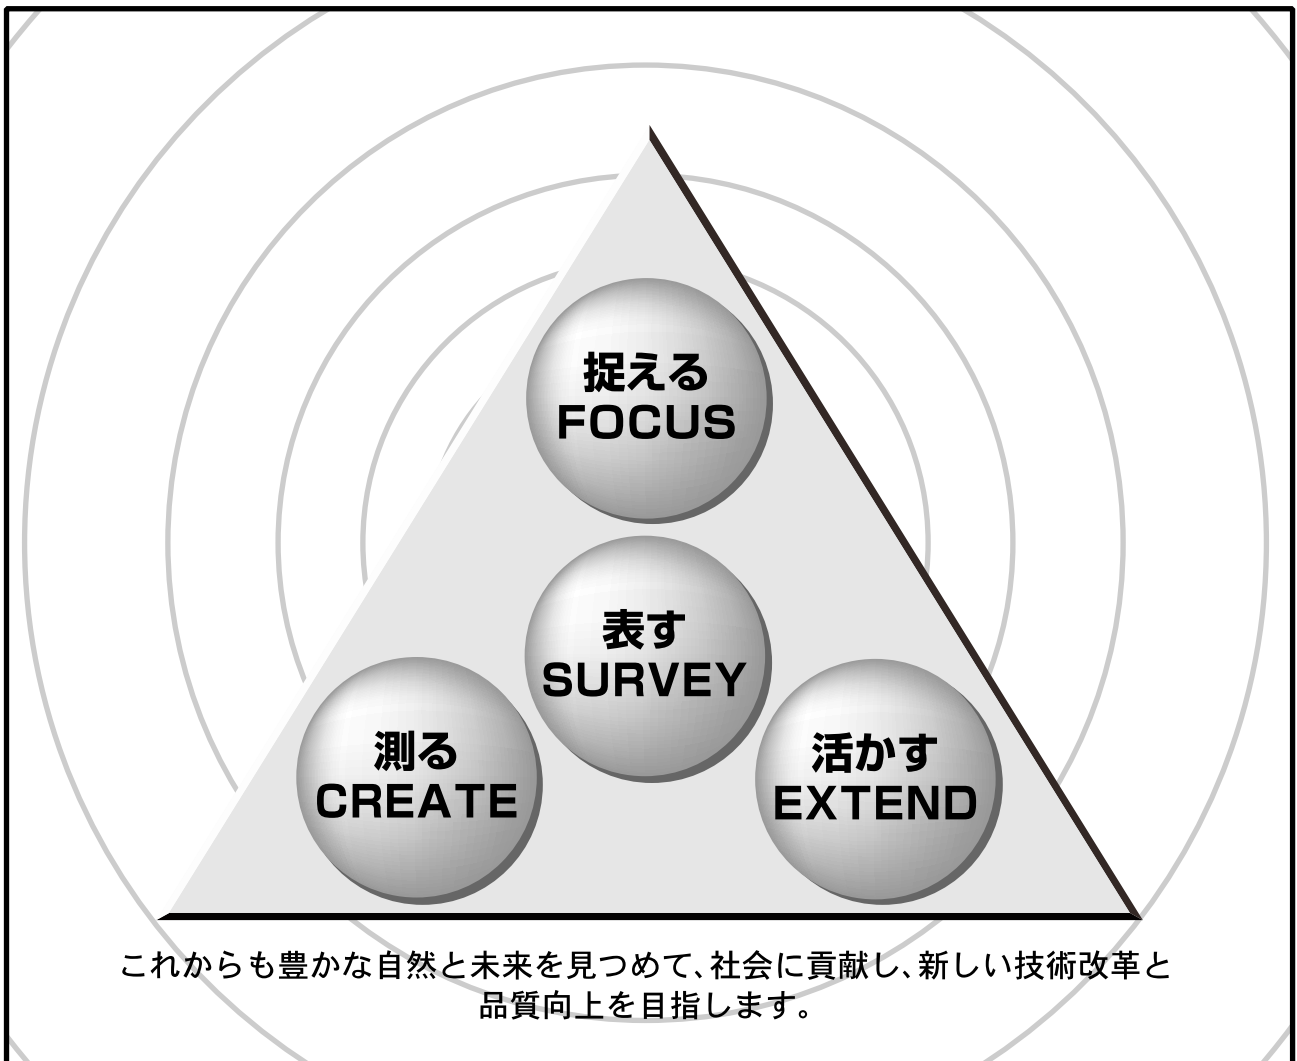 捉える
FOCUS
表す
SURVEY
測る
CREATE
活かす
EXTEND
これからも豊かな自然と未来を見つめて、社会に貢献し、新しい技術改革と
品質向上を目指します。